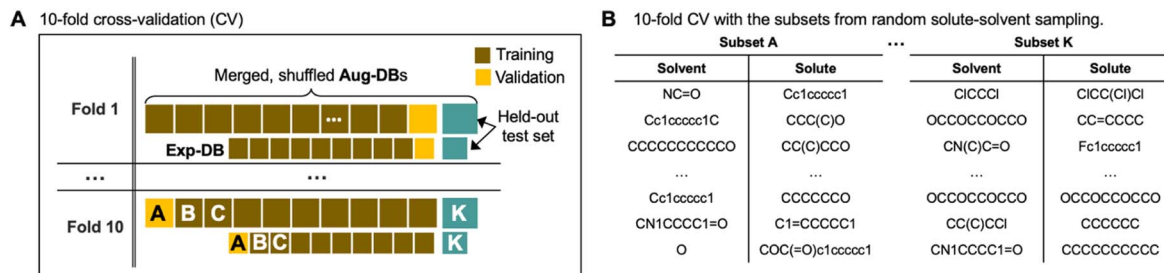 A 10-fold cross-validation (CV)
Training
Validation
Merged, shuffled Aug-DBs
Fold 1
...
Held-out
test set
Exp-DB
... ...
Fold 10
A B C K
A B C K
B 10-fold CV with the subsets from random solute-solvent sampling.
Subset A ... Subset K
Solvent Solute Solvent Solute
NC=O Cc1ccccc1 ClCCCl ClCC(Cl)Cl
Cc1ccccc1C CCC(C)O OCCOCCOCCO CC=CCCC
CCCCCCCCCCO CC(C)CCO CN(C)C=O Fc1ccccc1
... ... ... ...
Cc1ccccc1 CCCCCCO OCCOCCOCCO OCCOCCOCCO
CN1CCCC1=O C1=CCCCC1 CC(C)CCl CCCCCC
O COC(=O)c1ccccc1 CN1CCCC1=O CCCCCCCCCC